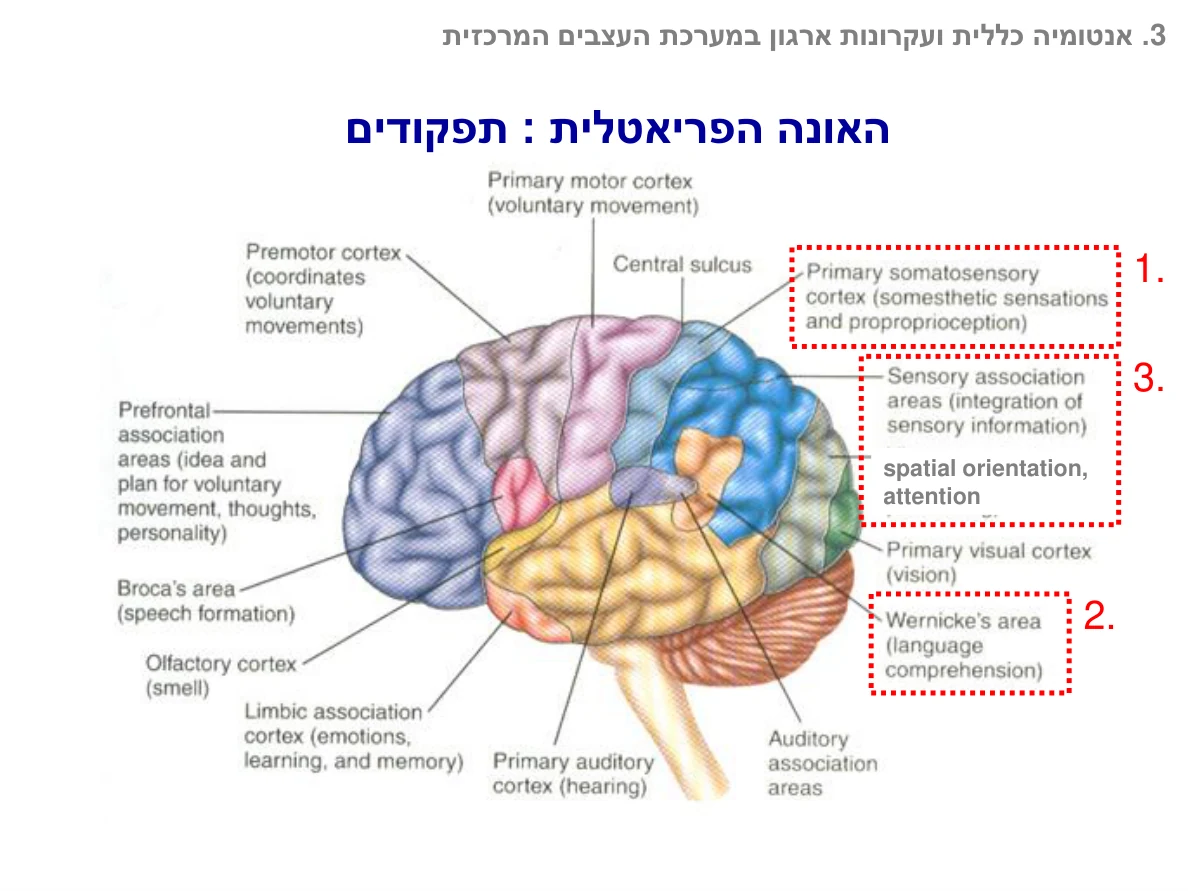 3. אנטומיה כללית ועקרונות ארגון במערכת העצבים המרכזית
האונה הפריאטלית : תפקודים
Primary motor cortex
(voluntary movement)
Premotor cortex
(coordinates
voluntary
movements)
Central sulcus
Primary somatosensory
cortex (somesthetic sensations
and proproprioception)
1.
Sensory association
areas (integration of
sensory information)
3.
spatial orientation,
attention
Prefrontal
association
areas (idea and
plan for voluntary
movement, thoughts,
personality)
Primary visual cortex
(vision)
Broca's area
(speech formation)
Wernicke's area
(language
comprehension)
2.
Olfactory cortex
(smell)
Limbic association
cortex (emotions,
learning, and memory)
Primary auditory
cortex (hearing)
Auditory
association
areas